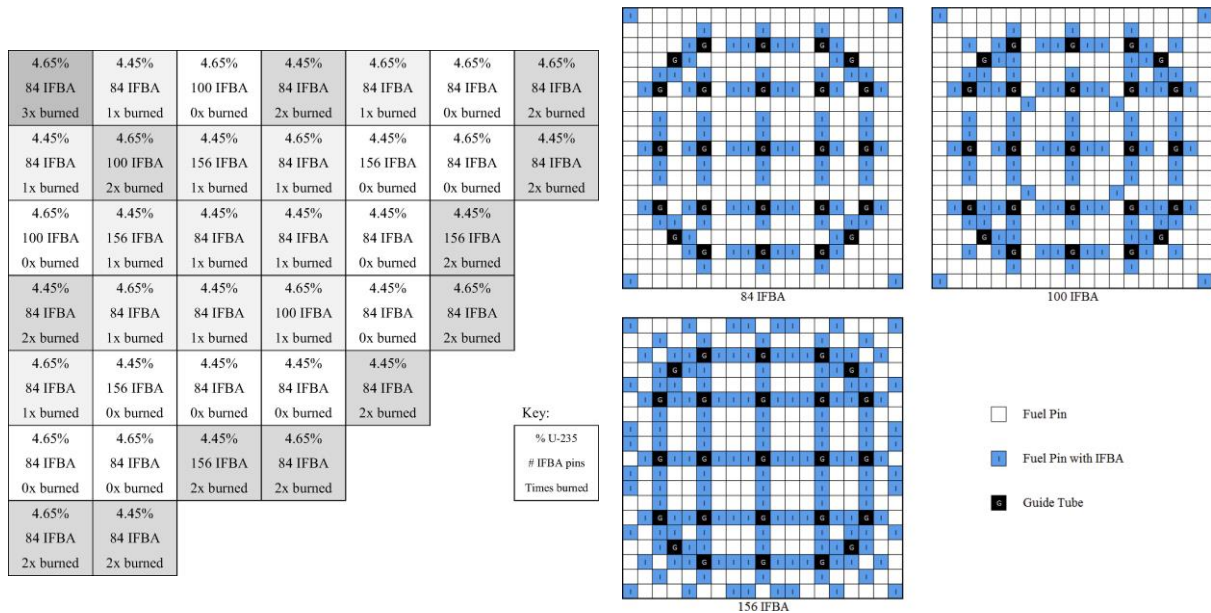 4.65% 4.45% 4.65% 4.45% 4.65% 4.65% 4.65%
84 IFBA 84 IFBA 100 IFBA 84 IFBA 84 IFBA 84 IFBA 84 IFBA
3x burned 1x burned 0x burned 2x burned 1x burned 0x burned 2x burned
4.45% 4.65% 4.45% 4.65% 4.45% 4.65% 4.45%
84 IFBA 100 IFBA 156 IFBA 84 IFBA 156 IFBA 84 IFBA 84 IFBA
1x burned 2x burned 1x burned 1x burned 0x burned 0x burned 2x burned
4.65% 4.45% 4.45% 4.45% 4.45% 4.45%
100 IFBA 156 IFBA 84 IFBA 84 IFBA 84 IFBA 156 IFBA
0x burned 1x burned 1x burned 1x burned 0x burned 2x burned
4.45% 4.65% 4.45% 4.65% 4.45% 4.65%
84 IFBA 84 IFBA 84 IFBA 100 IFBA 84 IFBA 84 IFBA
2x burned 1x burned 1x burned 1x burned 0x burned 2x burned
4.65% 4.45% 4.45% 4.45% 4.45%
84 IFBA 156 IFBA 84 IFBA 84 IFBA 84 IFBA
1x burned 0x burned 0x burned 0x burned 2x burned
4.65% 4.65% 4.45% 4.65%
84 IFBA 84 IFBA 156 IFBA 84 IFBA
0x burned 0x burned 2x burned 2x burned
4.65% 4.45%
84 IFBA 84 IFBA
2x burned 2x burned
Key:
% U-235
# IFBA pins
Times burned
84 IFBA
100 IFBA
156 IFBA
Fuel Pin
I Fuel Pin with IFBA
G Guide Tube